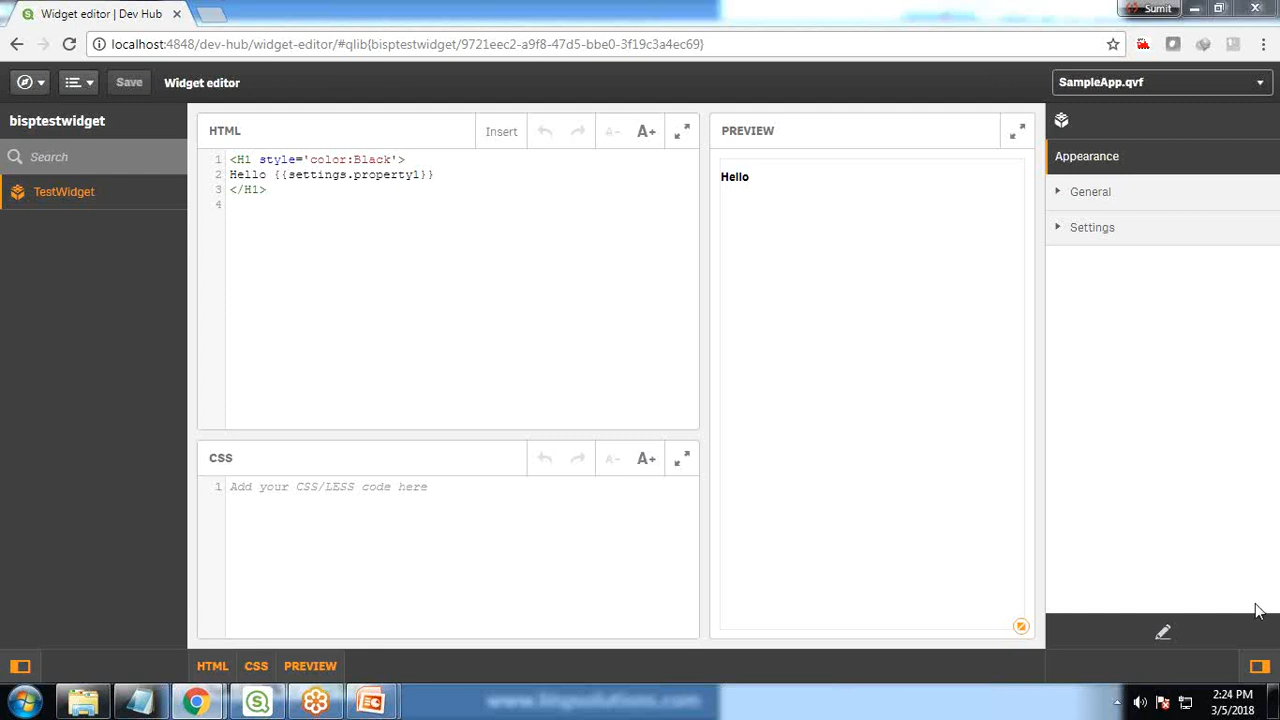 Widget editor | Dev Hub
Sumit
localhost:4848/dev-hub/widget-editor/#qlib{bisptestwidget/9721eec2-a9f8-47d5-bbe0-3f19c3a4ec69}
Save
Widget editor
SampleApp.qvf
bisptestwidget
Search
TestWidget
HTML
Insert
A-
A+
1 <H1 style='color:Black'>
2 Hello {{settings.property1}}
3 </H1>
4
CSS
A-
A+
1 Add your CSS/LESS code here
PREVIEW
Hello
Appearance
General
Settings
HTML
CSS
PREVIEW
2:24 PM
3/5/2018